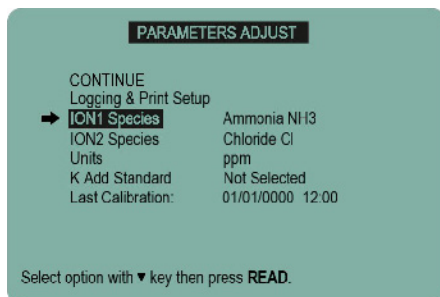 PARAMETERS ADJUST
CONTINUE
Logging & Print Setup
➡ ION1 Species Ammonia NH3
ION2 Species Chloride Cl
Units ppm
K Add Standard Not Selected
Last Calibration: 01/01/0000 12:00
Select option with ▼ key then press READ.